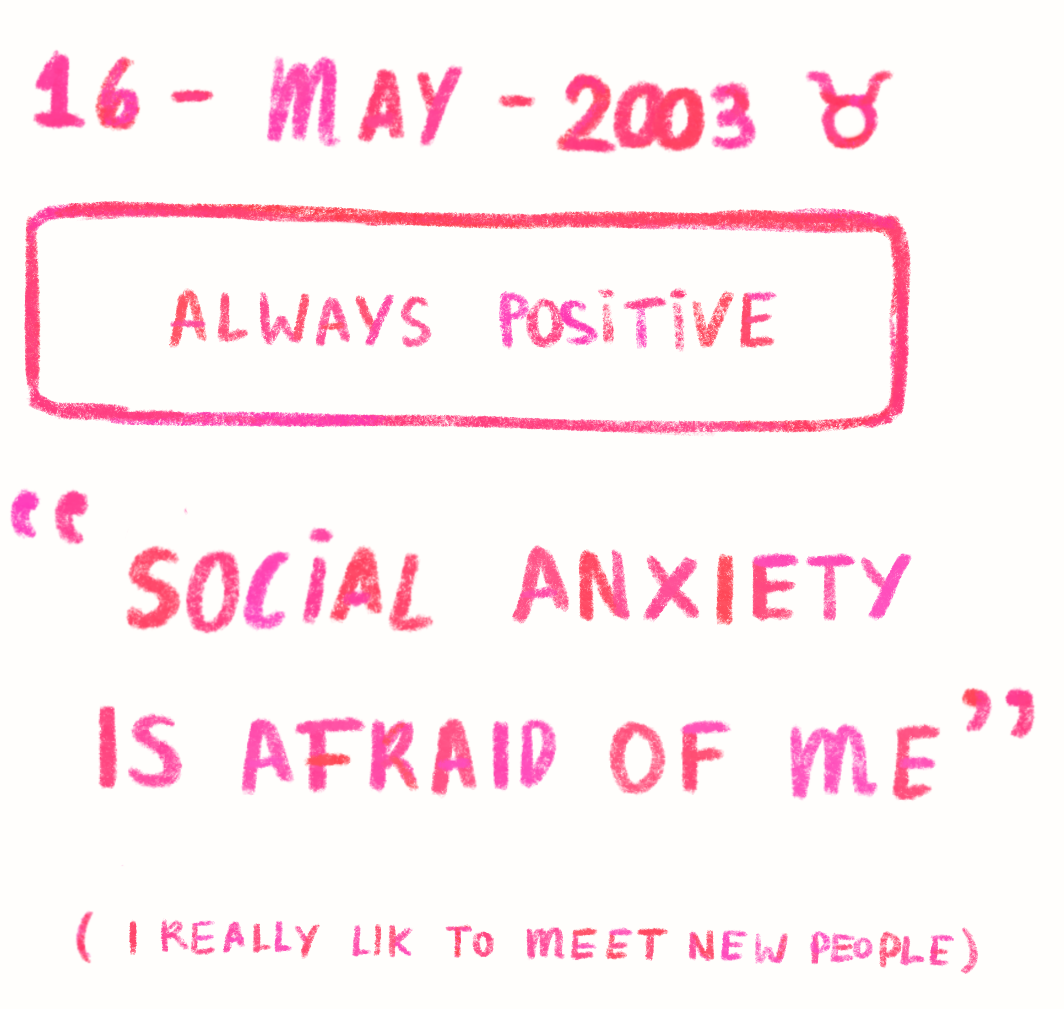 16 - MAY - 2003 ♉
ALWAYS POSITIVE
“SOCIAL ANXIETY
IS AFRAID OF ME”
( I REALLY LIK TO MEET NEW PEOPLE)